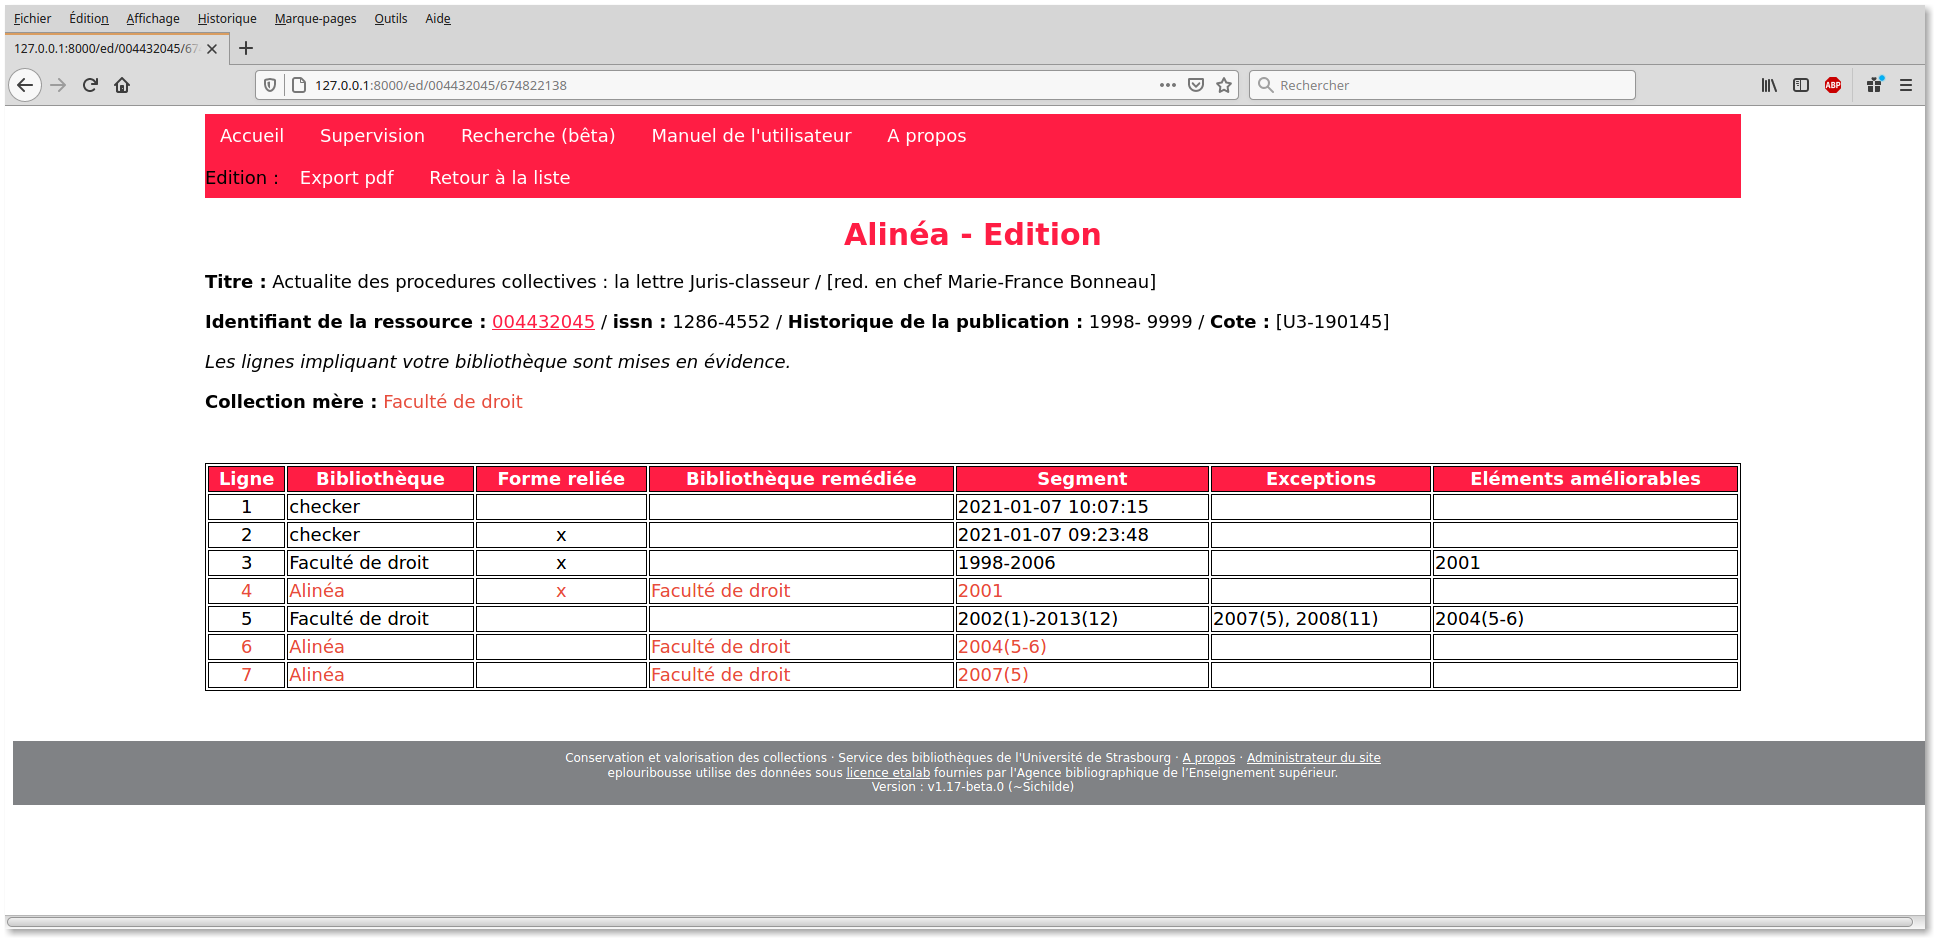 Fichier Édition Affichage Historique Marque-pages Outils Aide
127.0.0.1:8000/ed/004432045/67
127.0.0.1:8000/ed/004432045/674822138 Rechercher ABP
Accueil Supervision Recherche (bêta) Manuel de l'utilisateur A propos
Edition : Export pdf Retour à la liste
Alinéa - Edition
Titre : Actualite des procedures collectives : la lettre Juris-classeur / [red. en chef Marie-France Bonneau]
Identifiant de la ressource : 004432045 / issn : 1286-4552 / Historique de la publication : 1998- 9999 / Cote : [U3-190145]
Les lignes impliquant votre bibliothèque sont mises en évidence.
Collection mère : Faculté de droit
Ligne Bibliothèque Forme reliée Bibliothèque remédiée Segment Exceptions Eléments améliorables
1 checker 2021-01-07 10:07:15
2 checker x 2021-01-07 09:23:48
3 Faculté de droit x 1998-2006 2001
4 Alinéa x Faculté de droit 2001
5 Faculté de droit 2002(1)-2013(12) 2007(5), 2008(11) 2004(5-6)
6 Alinéa Faculté de droit 2004(5-6)
7 Alinéa Faculté de droit 2007(5)
Conservation et valorisation des collections · Service des bibliothèques de l'Université de Strasbourg · A propos · Administrateur du site
eplouribousse utilise des données sous licence etalab fournies par l'Agence bibliographique de l’Enseignement supérieur.
Version : v1.17-beta.0 (~Sichilde)